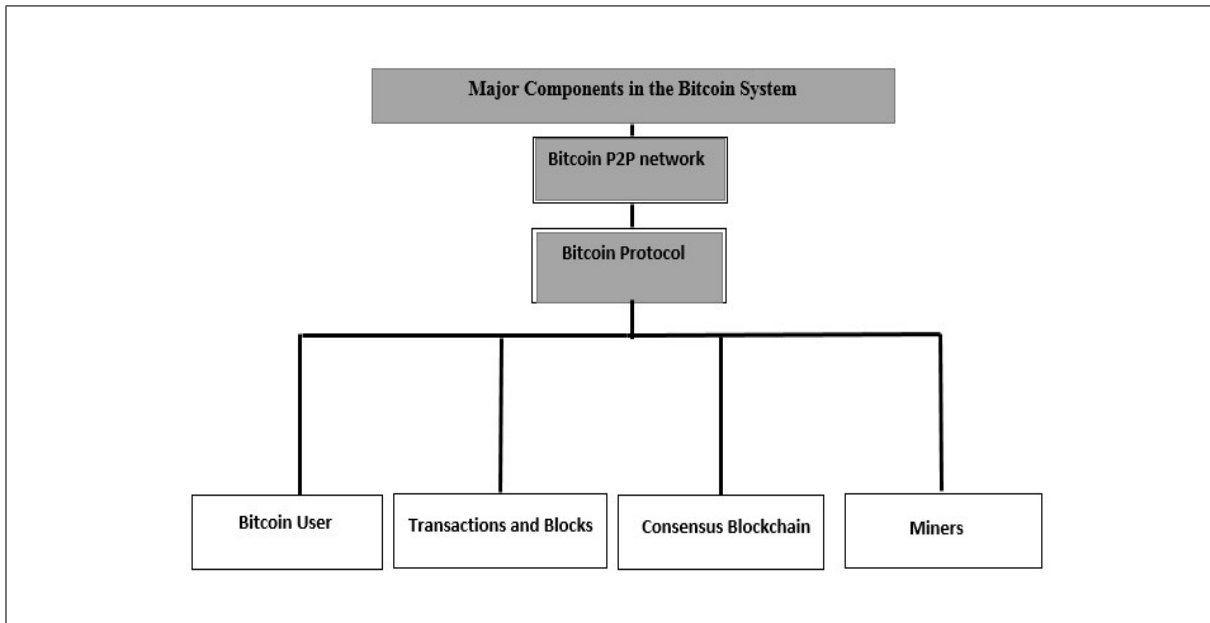 Major Components in the Bitcoin System
Bitcoin P2P network
Bitcoin Protocol
Bitcoin User
Transactions and Blocks
Consensus Blockchain
Miners